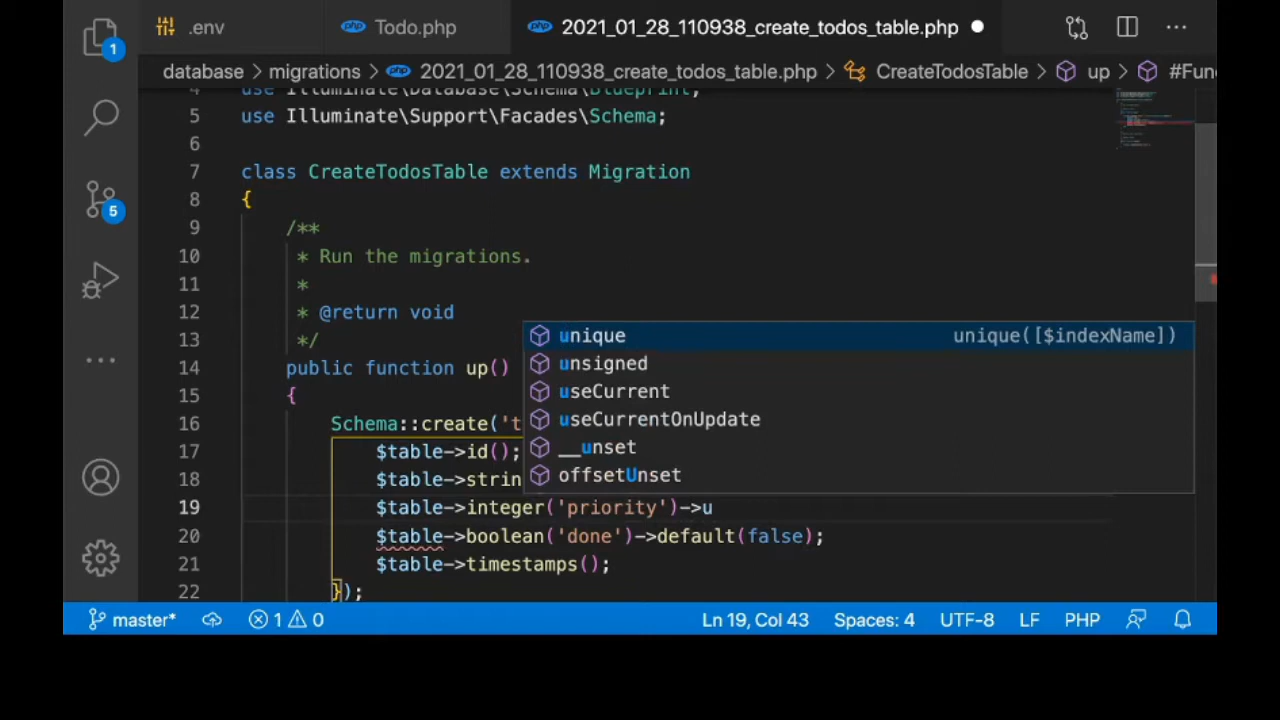 1
.env
php Todo.php
php 2021_01_28_110938_create_todos_table.php
database > migrations > php 2021_01_28_110938_create_todos_table.php > CreateTodosTable > up > #Func
4 use Illuminate\Database\Schema\Blueprint;
5 use Illuminate\Support\Facades\Schema;
6
7 class CreateTodosTable extends Migration
8 {
9 /**
10 * Run the migrations.
11 *
12 * @return void
13 */
14 public function up()
15 {
16 Schema::create('t
17 $table->id();
18 $table->strin
19 $table->integer('priority')->u
20 $table->boolean('done')->default(false);
21 $table->timestamps();
22 });
unique unique([$indexName])
unsigned
useCurrent
useCurrentOnUpdate
__unset
offsetUnset
5
master* 1 0 Ln 19, Col 43 Spaces: 4 UTF-8 LF PHP